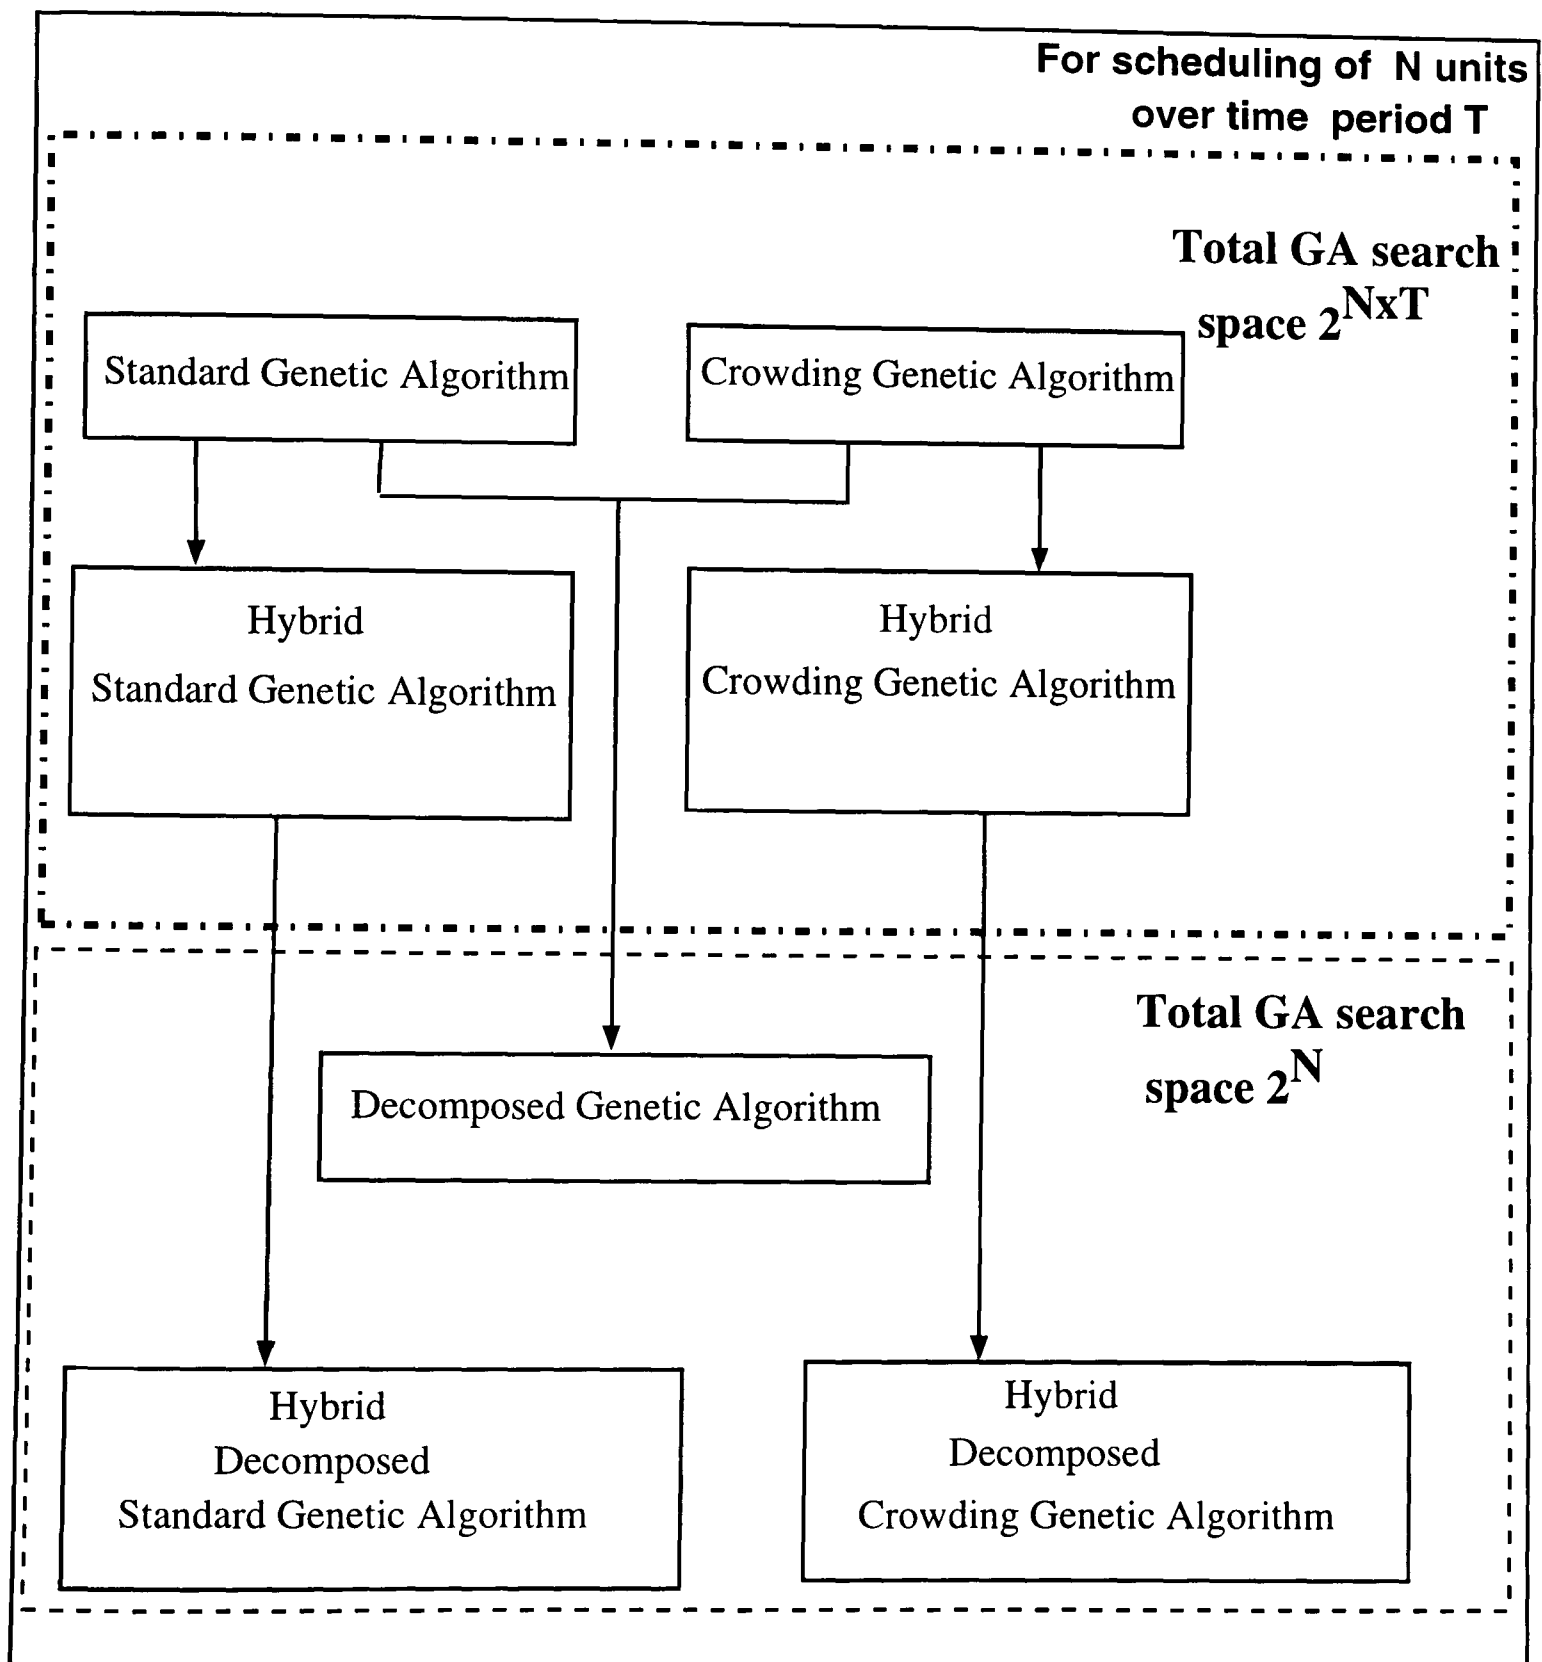 For scheduling of N units
over time period T
Total GA search
space 2^NxT
Standard Genetic Algorithm
Crowding Genetic Algorithm
Hybrid
Standard Genetic Algorithm
Hybrid
Crowding Genetic Algorithm
Total GA search
space 2^N
Decomposed Genetic Algorithm
Hybrid
Decomposed
Standard Genetic Algorithm
Hybrid
Decomposed
Crowding Genetic Algorithm